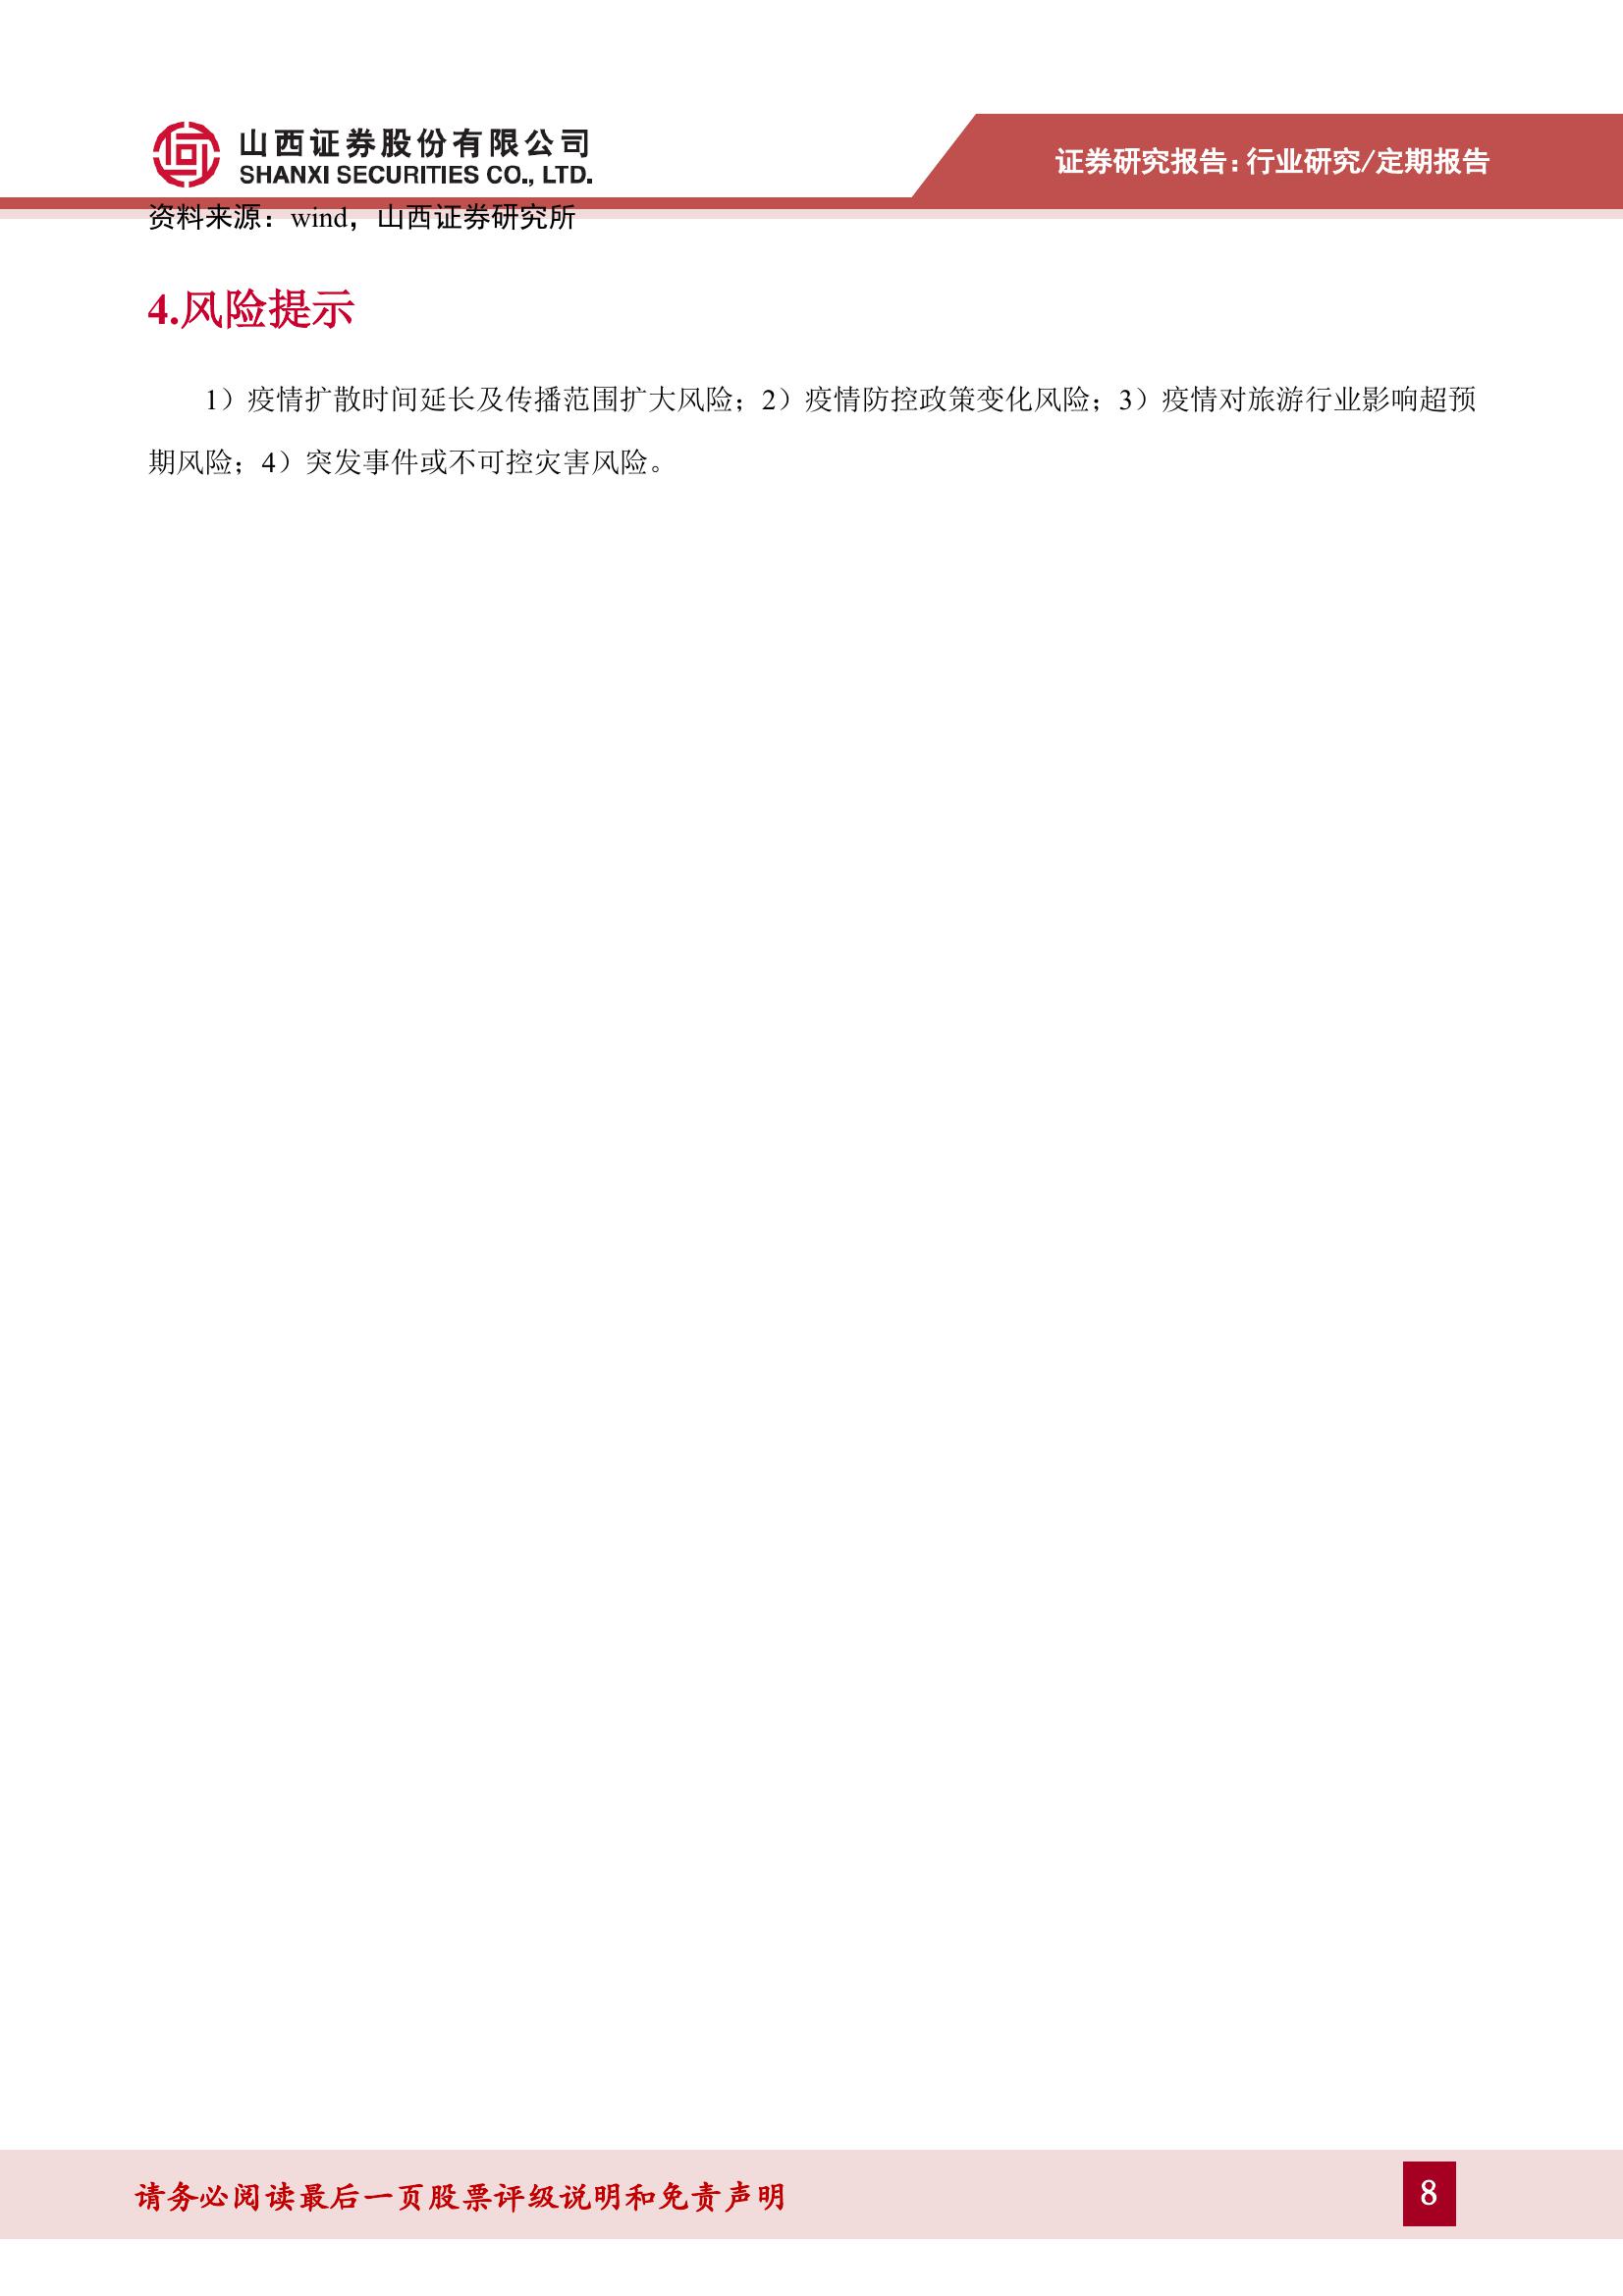 山西证券股份有限公司
SHANXI SECURITIES CO., LTD.
证券研究报告：行业研究/定期报告
资料来源：wind，山西证券研究所
4.风险提示
1）疫情扩散时间延长及传播范围扩大风险；2）疫情防控政策变化风险；3）疫情对旅游行业影响超预
期风险；4）突发事件或不可控灾害风险。
请务必阅读最后一页股票评级说明和免责声明
8